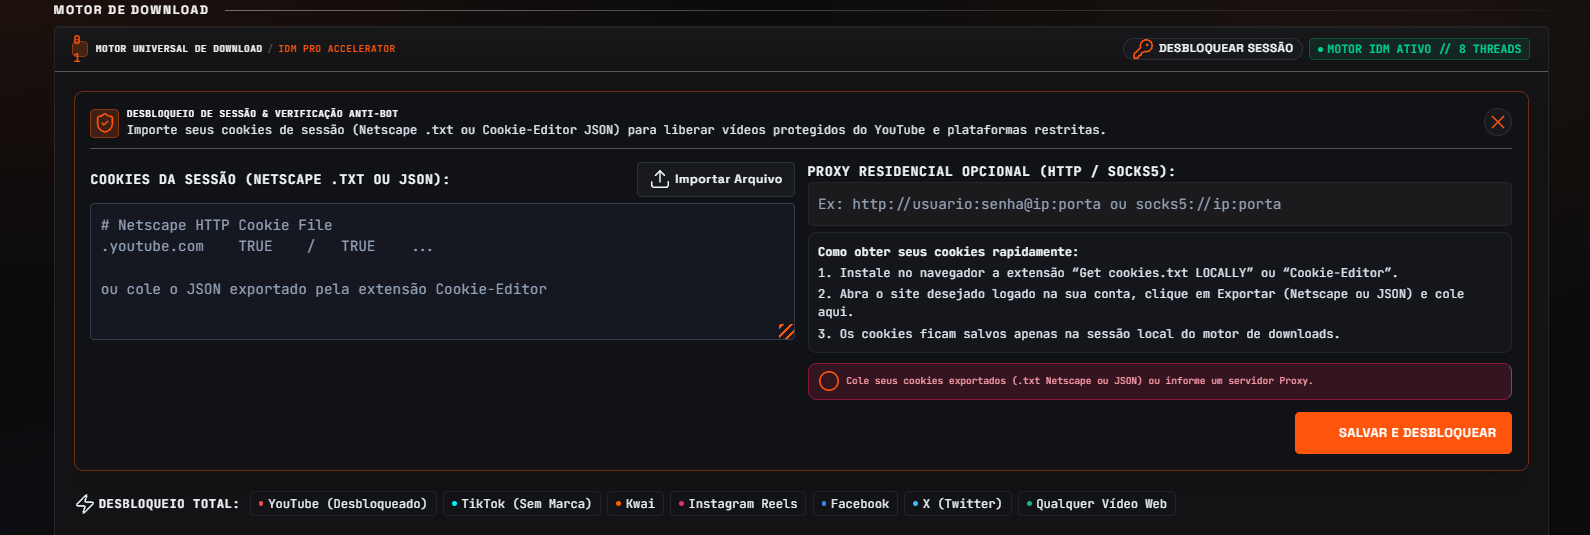 MOTOR DE DOWNLOAD
01 MOTOR UNIVERSAL DE DOWNLOAD / IDM PRO ACCELERATOR
DESBLOQUEAR SESSÃO
MOTOR IDM ATIVO // 8 THREADS
DESBLOQUEIO DE SESSÃO & VERIFICAÇÃO ANTI-BOT
Importe seus cookies de sessão (Netscape .txt ou Cookie-Editor JSON) para liberar vídeos protegidos do YouTube e plataformas restritas.
COOKIES DA SESSÃO (NETSCAPE .TXT OU JSON):
Importar Arquivo
# Netscape HTTP Cookie File
.youtube.com TRUE / TRUE ...
ou cole o JSON exportado pela extensão Cookie-Editor
PROXY RESIDENCIAL OPCIONAL (HTTP / SOCKS5):
Ex: http://usuario:senha@ip:porta ou socks5://ip:porta
Como obter seus cookies rapidamente:
1. Instale no navegador a extensão “Get cookies.txt LOCALLY” ou “Cookie-Editor”.
2. Abra o site desejado logado na sua conta, clique em Exportar (Netscape ou JSON) e cole
aqui.
3. Os cookies ficam salvos apenas na sessão local do motor de downloads.
Cole seus cookies exportados (.txt Netscape ou JSON) ou informe um servidor Proxy.
SALVAR E DESBLOQUEAR
DESBLOQUEIO TOTAL:
YouTube (Desbloqueado)
TikTok (Sem Marca)
Kwai
Instagram Reels
Facebook
X (Twitter)
Qualquer Vídeo Web